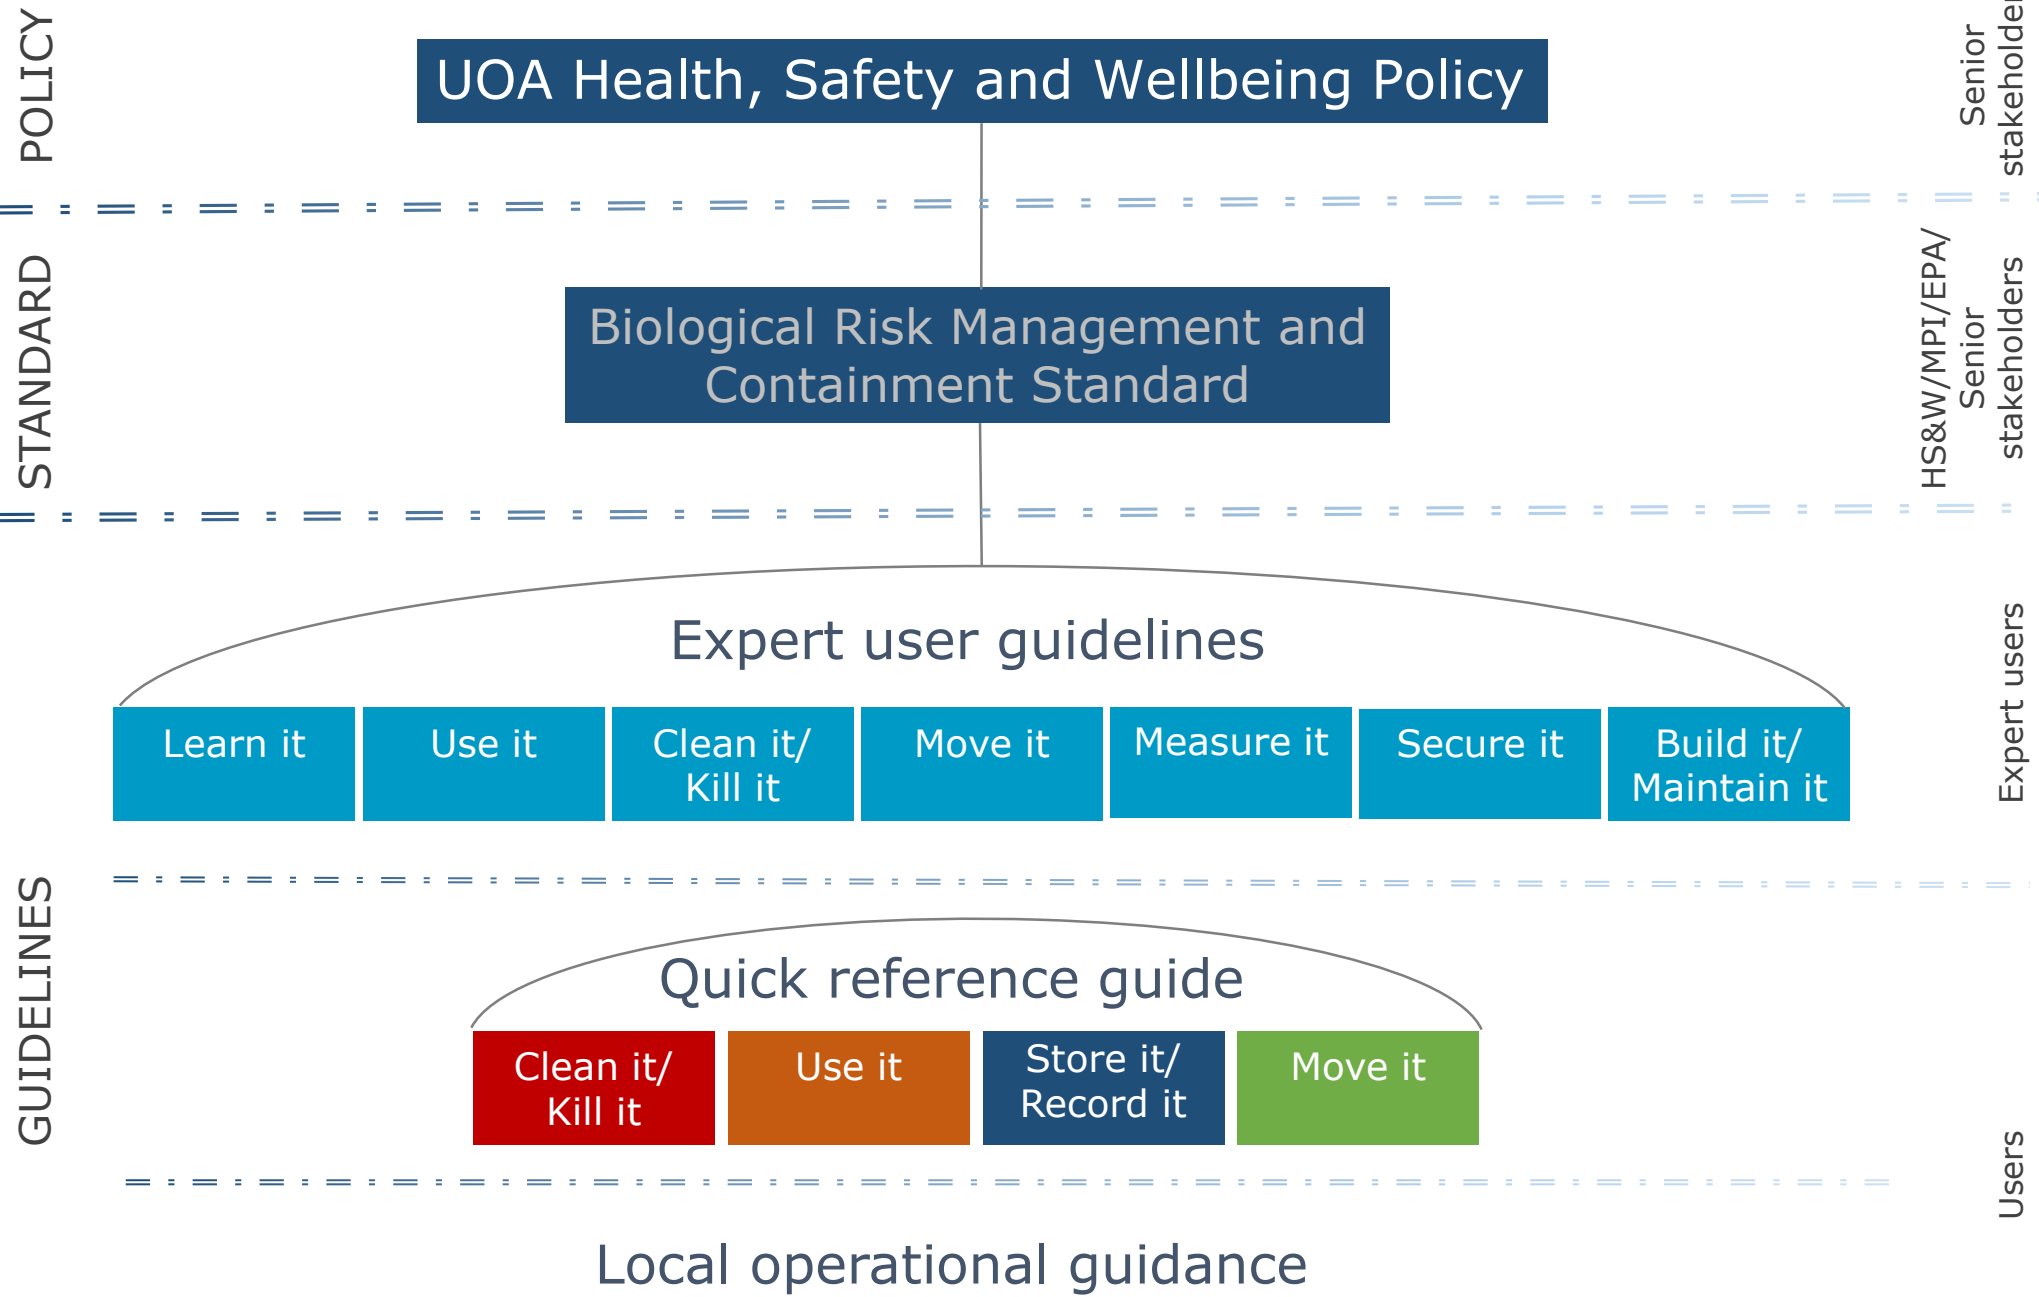 POLICY
UOA Health, Safety and Wellbeing Policy
Senior
STANDARD
Biological Risk Management and
Containment Standard
HS&W/MPI/EPA/
Senior
stakeholders
Expert user guidelines
Learn it
Use it
Clean it/
Kill it
Move it
Measure it
Secure it
Build it/
Maintain it
Expert users
GUIDELINES
Quick reference guide
Clean it/
Kill it
Use it
Store it/
Record it
Move it
Users
Local operational guidance